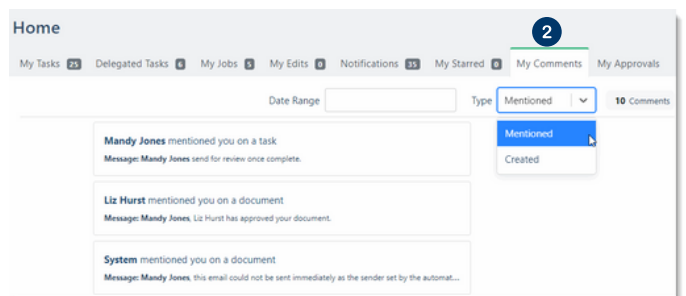 Home
2
My Tasks 25 Delegated Tasks 6 My Jobs 5 My Edits 0 Notifications 35 My Starred 0 My Comments My Approvals
Date Range Type Mentioned 10 Comments
Mentioned
Created
Mandy Jones mentioned you on a task
Message: Mandy Jones send for review once complete.
Liz Hurst mentioned you on a document
Message: Mandy Jones, Liz Hurst has approved your document.
System mentioned you on a document
Message: Mandy Jones, this email could not be sent immediately as the sender set by the automat...